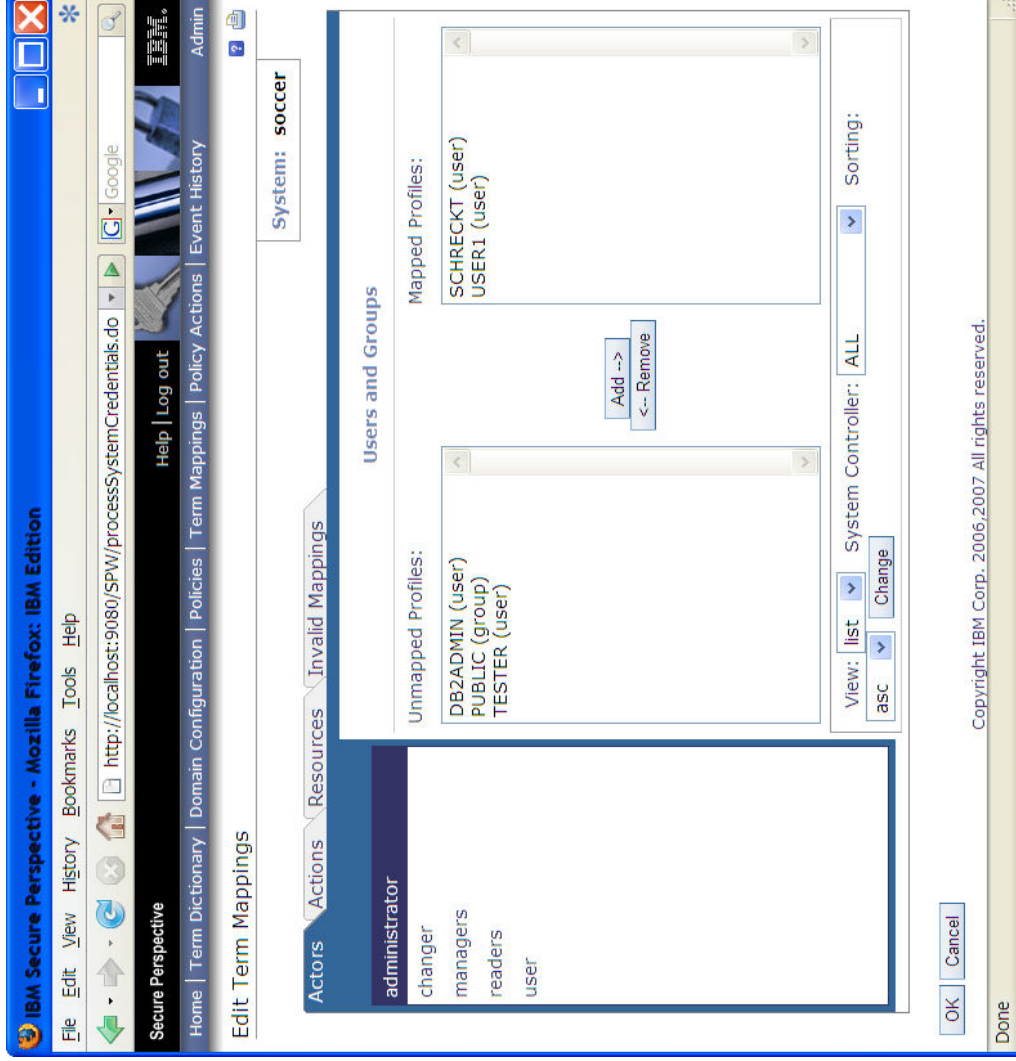 IBM Secure Perspective - Mozilla Firefox: IBM Edition
File Edit View History Bookmarks Tools Help
http://localhost:9080/SPW/processSystemCredentials.do
G Google
Secure Perspective
Help | Log out
IBM.
Home | Term Dictionary | Domain Configuration | Policies | Term Mappings | Policy Actions | Event History
Admin
Edit Term Mappings
?
System: soccer
Actors
Actions
Resources
Invalid Mappings
administrator
changer
managers
readers
user
Users and Groups
Unmapped Profiles:
DB2ADMIN (user)
PUBLIC (group)
TESTER (user)
Add -->
<-- Remove
Mapped Profiles:
SCHRECKT (user)
USER1 (user)
View: list System Controller: ALL Sorting:
asc Change
OK Cancel
Copyright IBM Corp. 2006,2007 All rights reserved.
Done